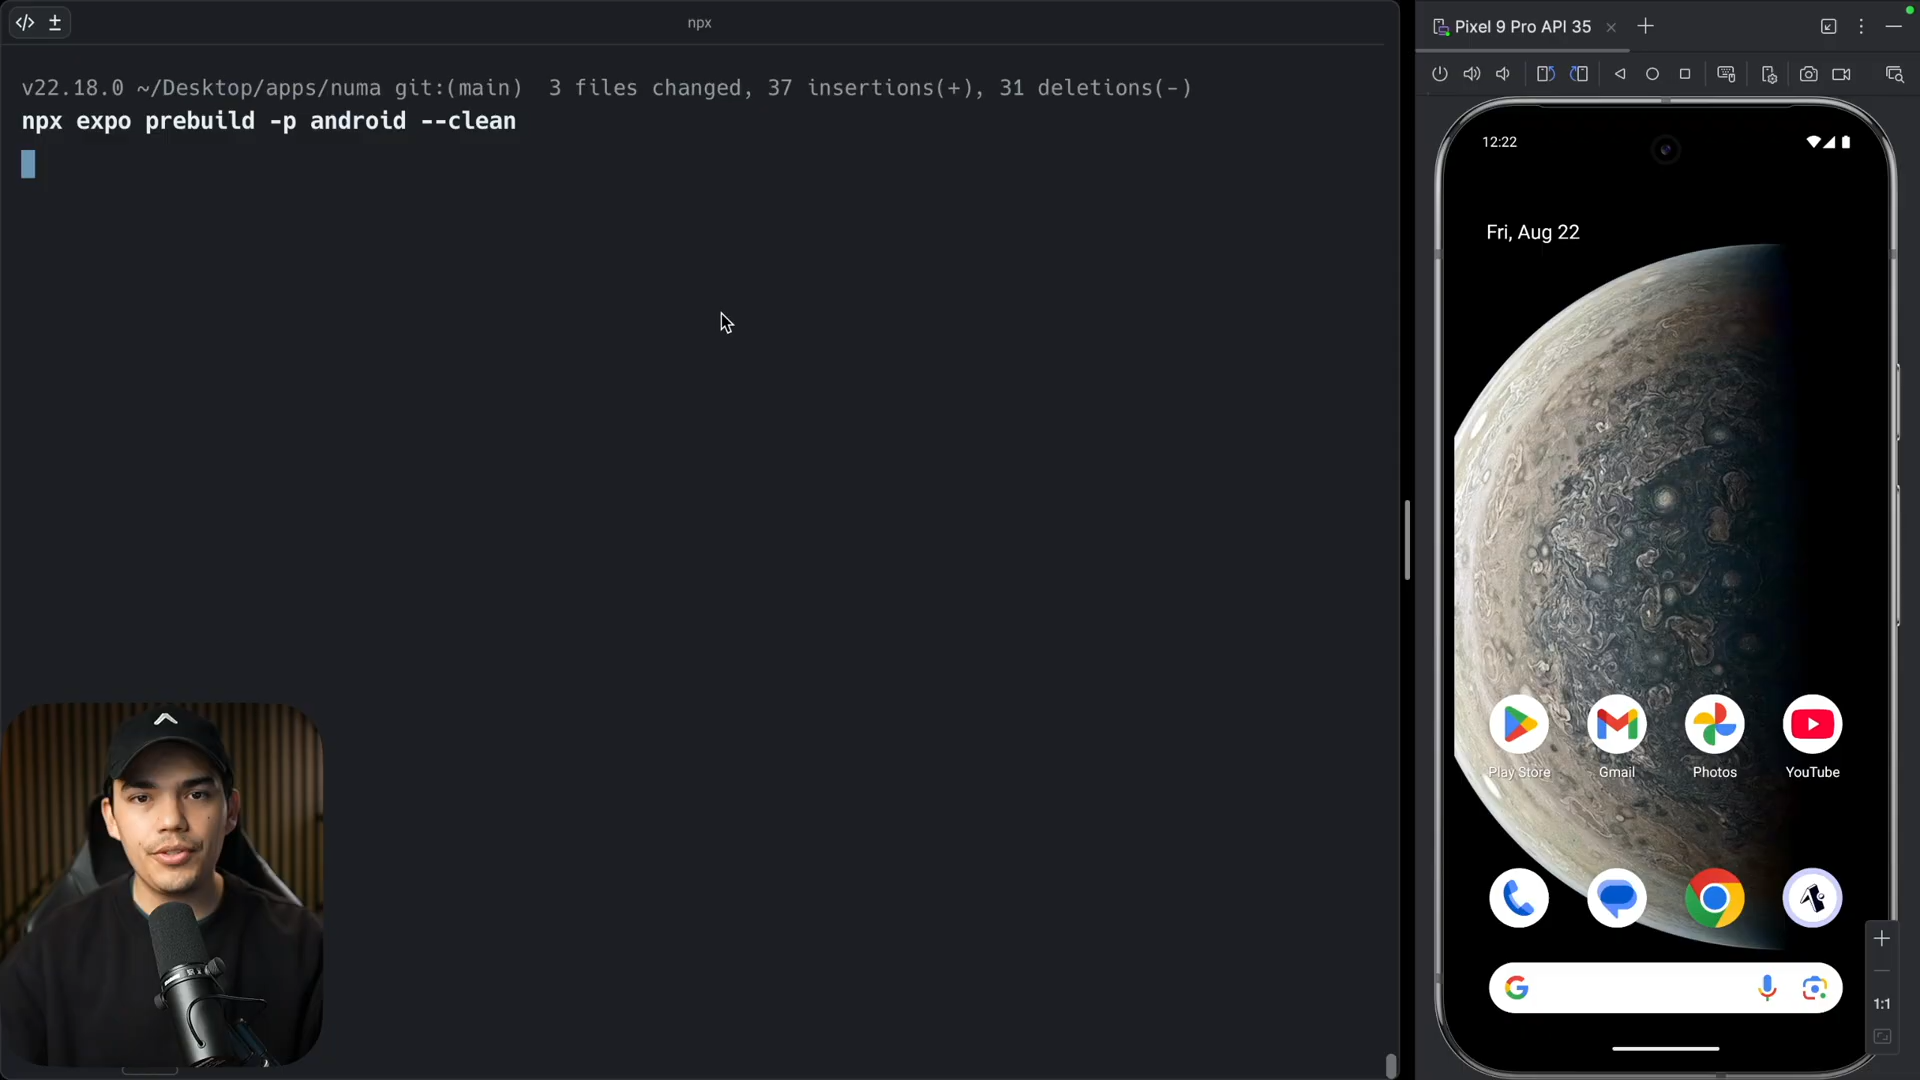 npx
Pixel 9 Pro API 35
v22.18.0 ~/Desktop/apps/numa git:(main) 3 files changed, 37 insertions(+), 31 deletions(-)
npx expo prebuild -p android --clean
12:22
Fri, Aug 22
Play Store
Gmail
Photos
YouTube
1:1